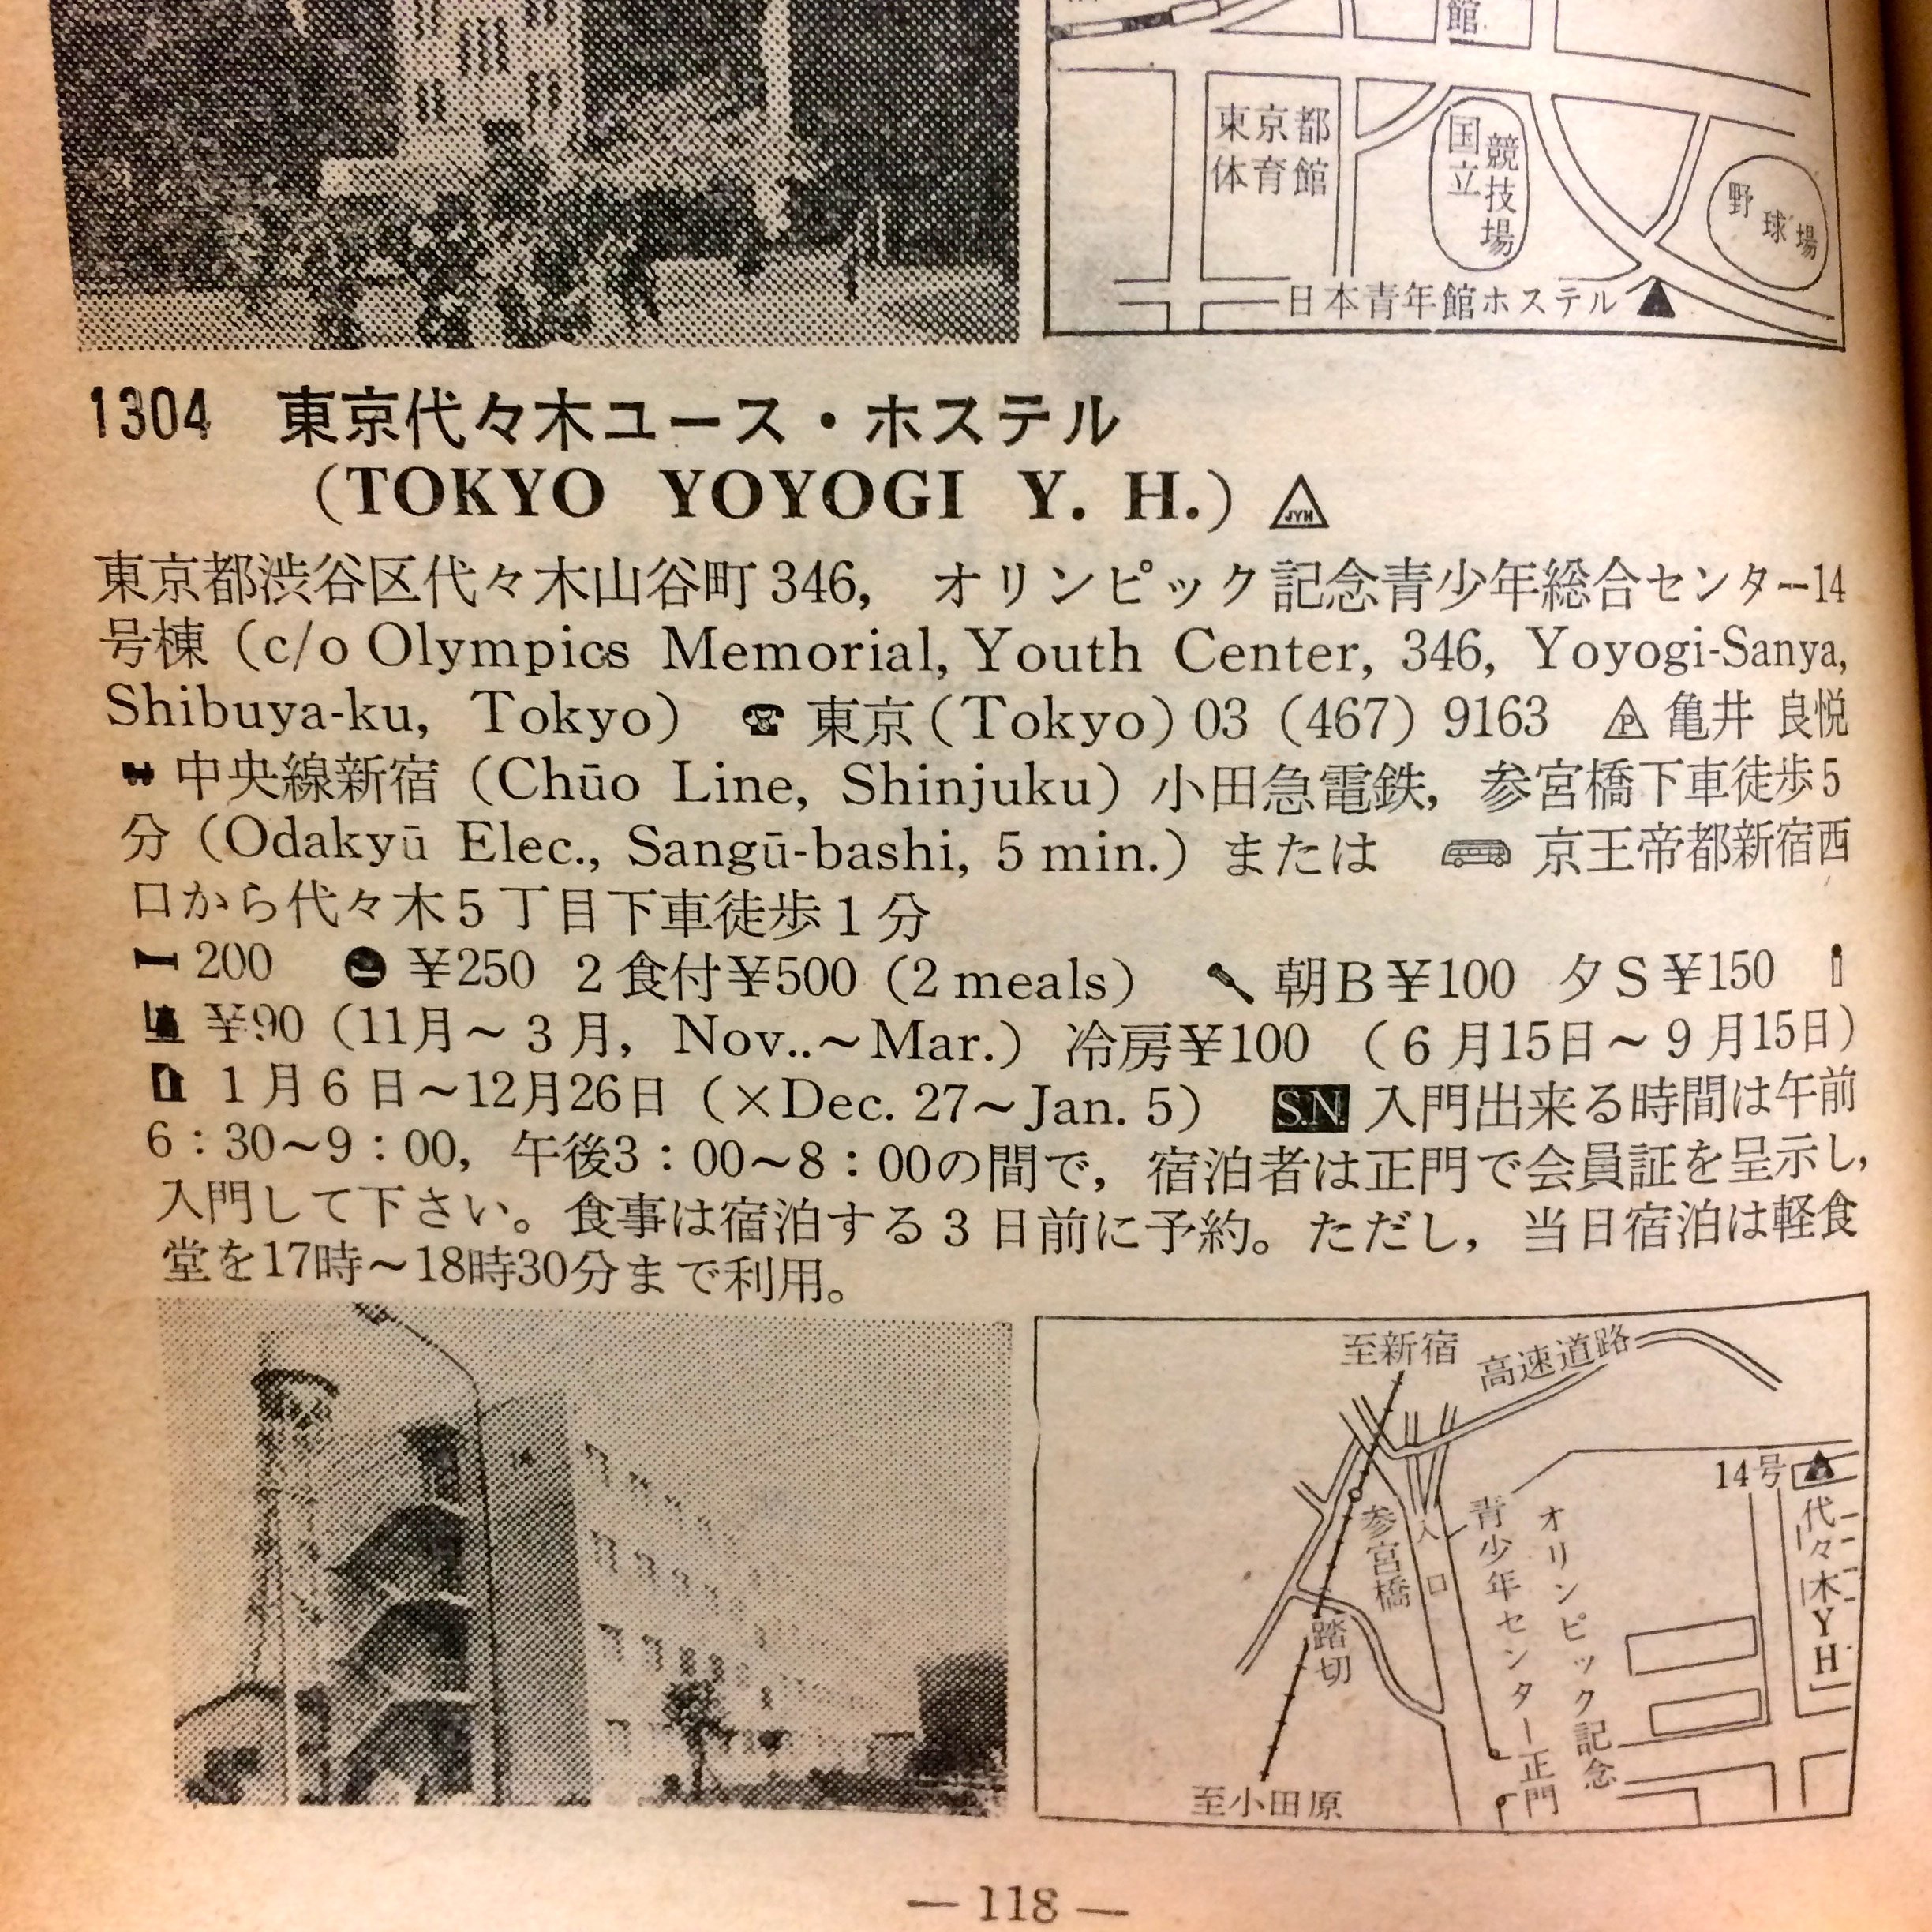 館
東京都
体育館
国立
競技場
野球場
日本青年館ホステル
1304 東京代々木ユース・ホステル
(TOKYO YOYOGI Y. H.) JYH
東京都渋谷区代々木山谷町346, オリンピック記念青少年総合センター14
号棟 (c/o Olympics Memorial, Youth Center, 346, Yoyogi-Sanya,
Shibuya-ku, Tokyo) ☎ 東京 (Tokyo) 03 (467) 9163 P 亀井 良悦
中央線新宿 (Chūo Line, Shinjuku) 小田急電鉄, 参宮橋下車徒歩5
分 (Odakyū Elec., Sangū-bashi, 5 min.) または 京王帝都新宿西
口から代々木5丁目下車徒歩1分
200 ¥250 2食付¥500 (2 meals) 朝B¥100 夕S¥150
¥90 (11月～3月, Nov..～Mar.) 冷房¥100 (6月15日～9月15日)
1月6日～12月26日 (×Dec. 27～Jan. 5) S.N. 入門出来る時間は午前
6:30～9:00, 午後3:00～8:00の間で, 宿泊者は正門で会員証を呈示し,
入門して下さい。食事は宿泊する3日前に予約。ただし, 当日宿泊は軽食
堂を17時～18時30分まで利用。
至新宿
高速道路
14号
代々木YH
参宮橋
入口
青少年センター正門
オリンピック記念
踏切
至小田原
— 118 —